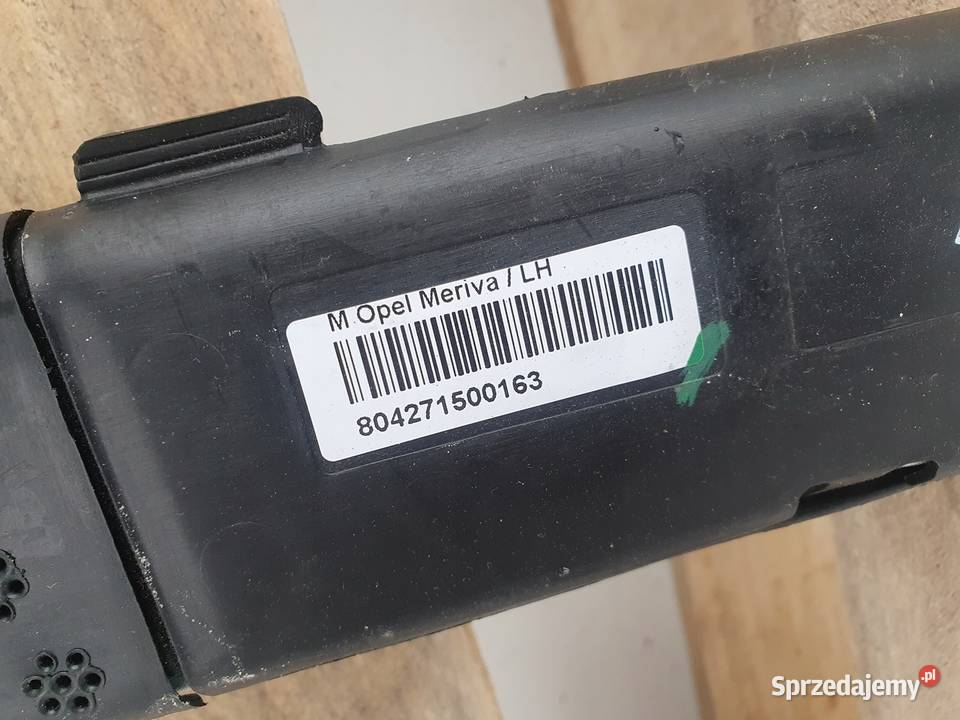 M Opel Meriva / LH
804271500163
Sprzedajemy.pl